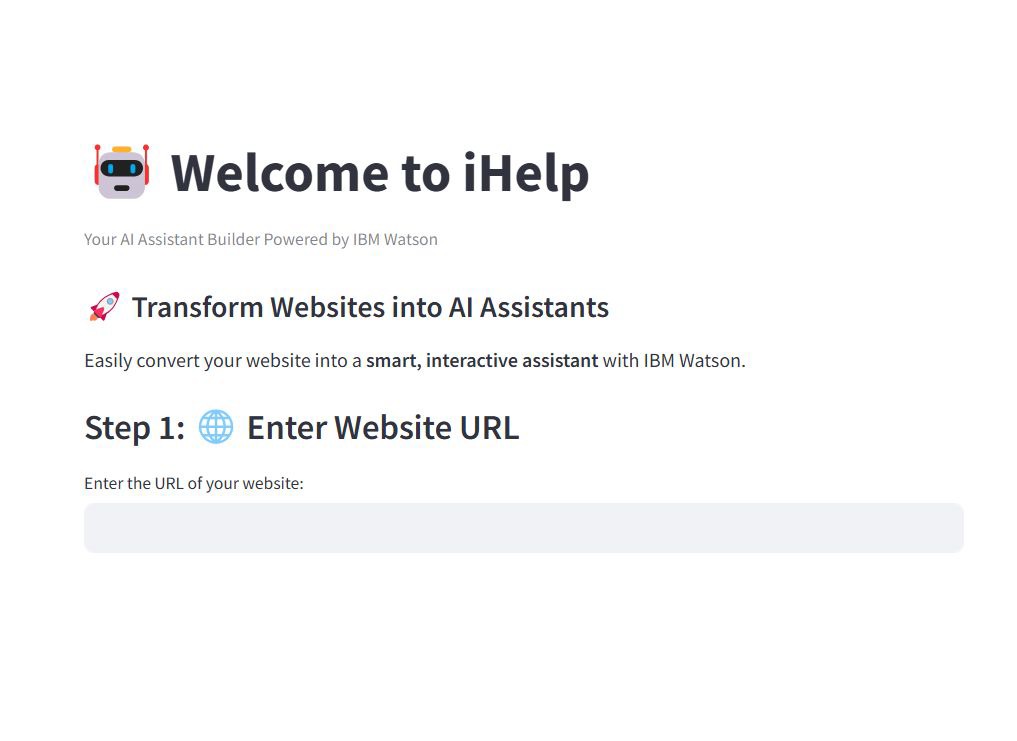 Welcome to iHelp
Your AI Assistant Builder Powered by IBM Watson
Transform Websites into AI Assistants
Easily convert your website into a smart, interactive assistant with IBM Watson.
Step 1: Enter Website URL
Enter the URL of your website: